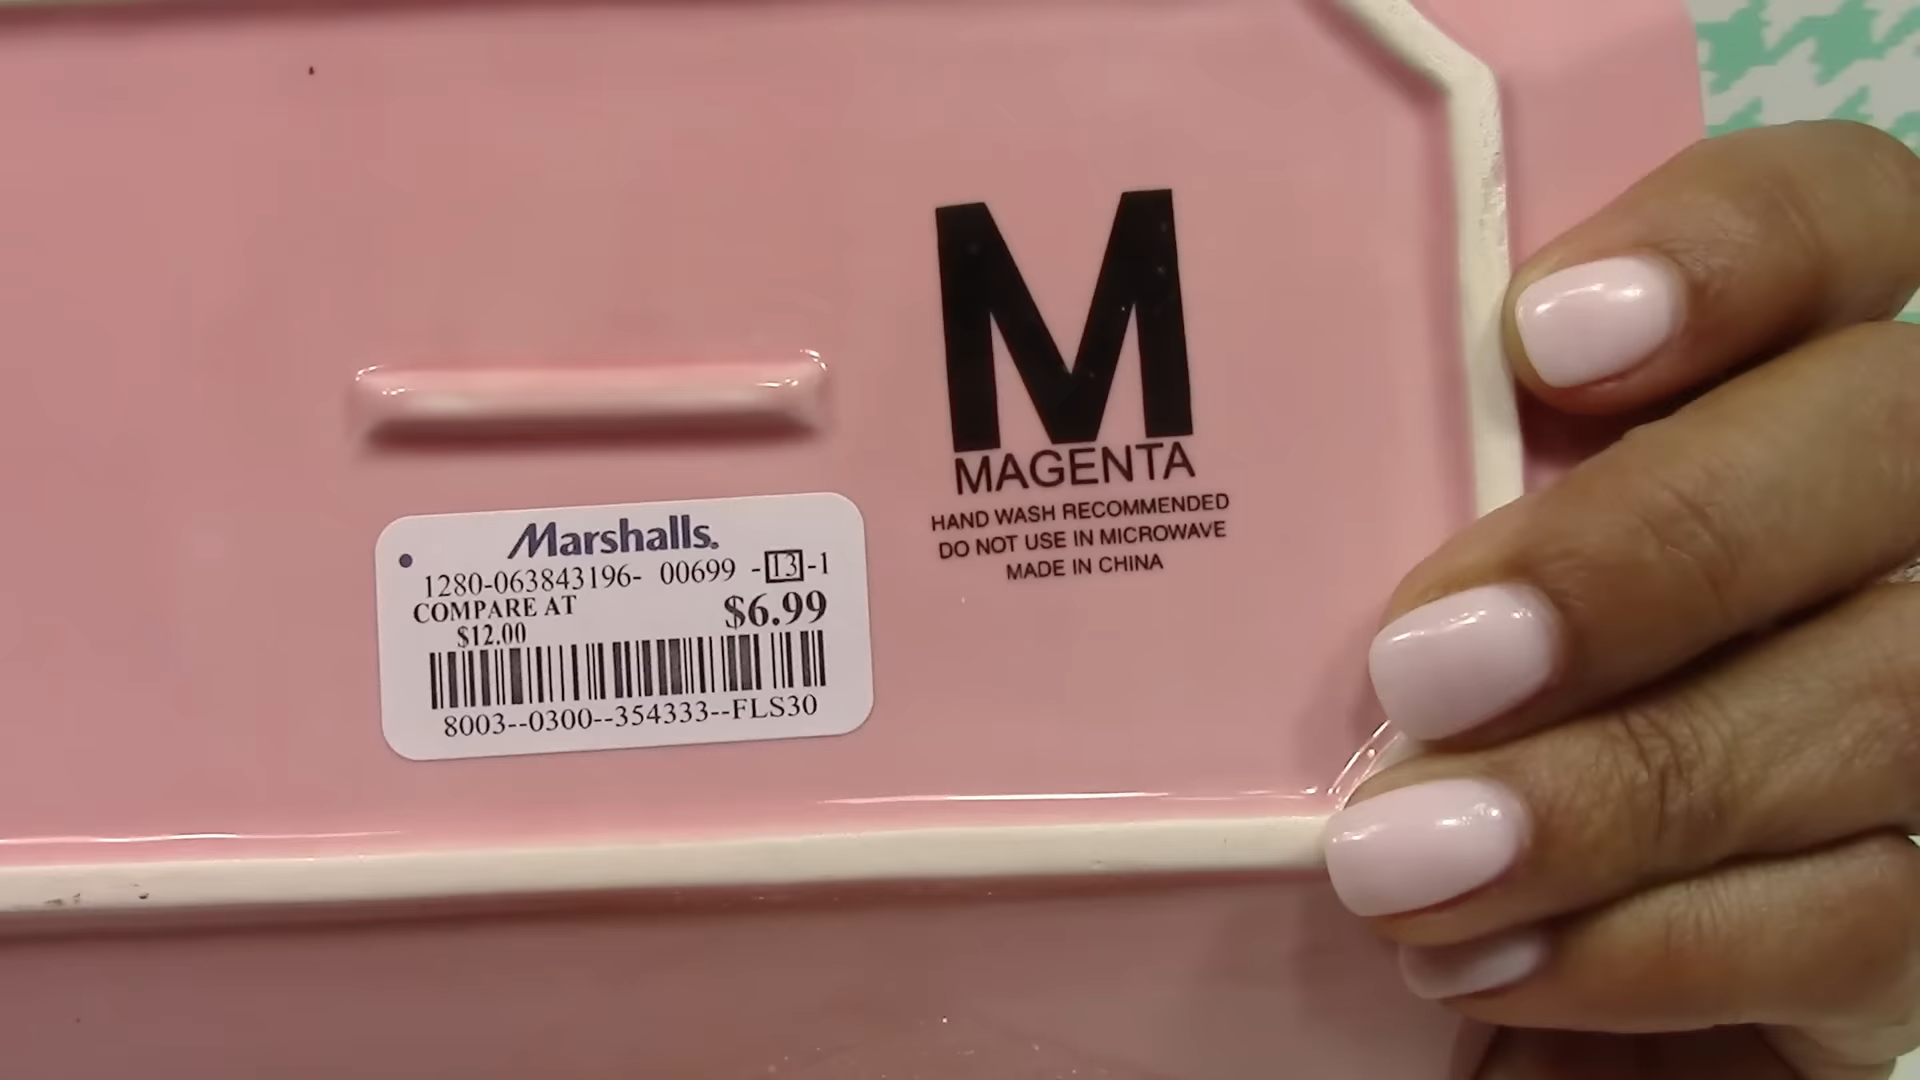 Marshalls.
1280-063843196- 00699 -13-1
COMPARE AT
$12.00
$6.99
8003--0300--354333--FLS30
M
MAGENTA
HAND WASH RECOMMENDED
DO NOT USE IN MICROWAVE
MADE IN CHINA